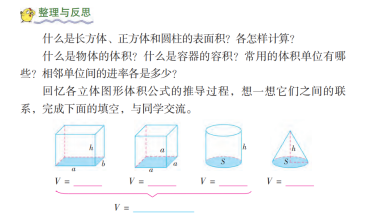 整理与反思
什么是长方体、正方体和圆柱的表面积？各怎样计算？
什么是物体的体积？什么是容器的容积？常用的体积单位有哪
些？相邻单位间的进率各是多少？
回忆各立体图形体积公式的推导过程，想一想它们之间的联
系，完成下面的填空，与同学交流。
h b a
a a a
S h
h S
V = ____ V = ____ V = ____ V = ____
V = ____